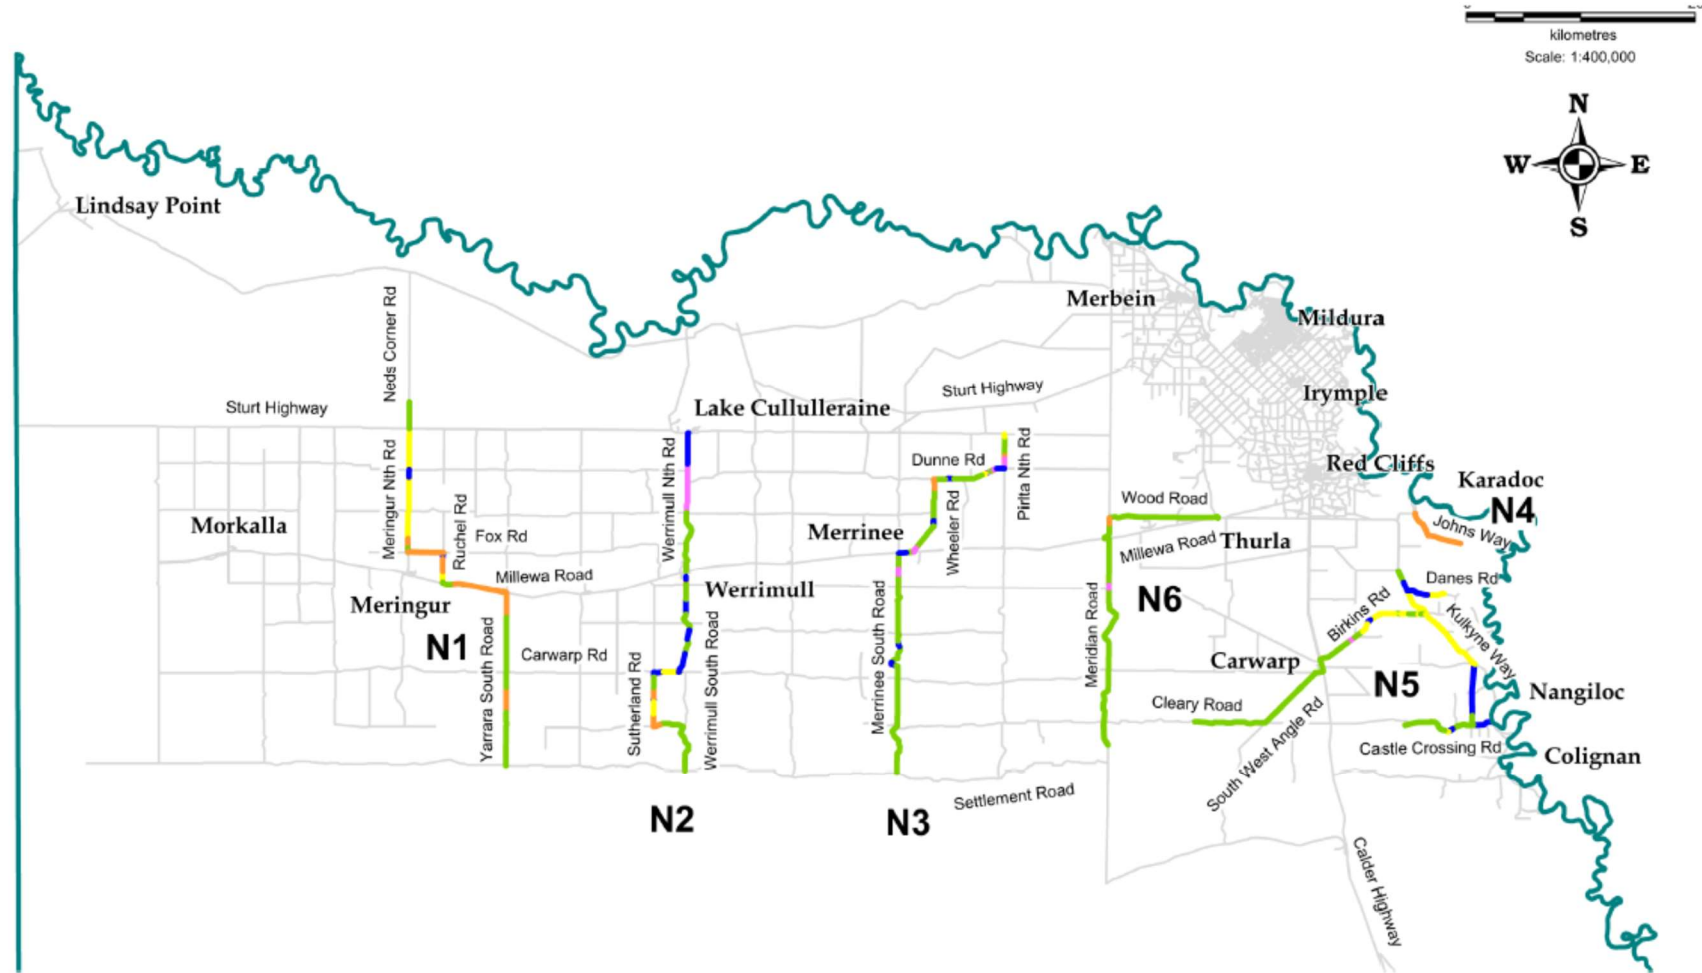 kilometres
Scale: 1:400,000
N
W
E
S
Lindsay Point
Neds Corner Rd
Merbein
Mildura
Sturt Highway
Sturt Highway
Irymple
Lake Cullulleraine
Meringur Nth Rd
Werrimull Nth Rd
Dunne Rd
Pirita Nth Rd
Red Cliffs
Karadoc
N4
Morkalla
Ruchel Rd
Fox Rd
Merrinee
Wheeler Rd
Wood Road
Johns Way
Millewa Road
Thurla
Millewa Road
Meringur
Werrimull
N6
Danes Rd
Birkins Rd
Kulkyne Way
N1
Yarrara South Road
Carwarp Rd
Sutherland Rd
Werrimull South Road
Merrinee South Road
Meridian Road
Carwarp
N5
Nangiloc
Cleary Road
South West Angle Rd
Castle Crossing Rd
Colignan
N2
N3
Settlement Road
Calder Highway